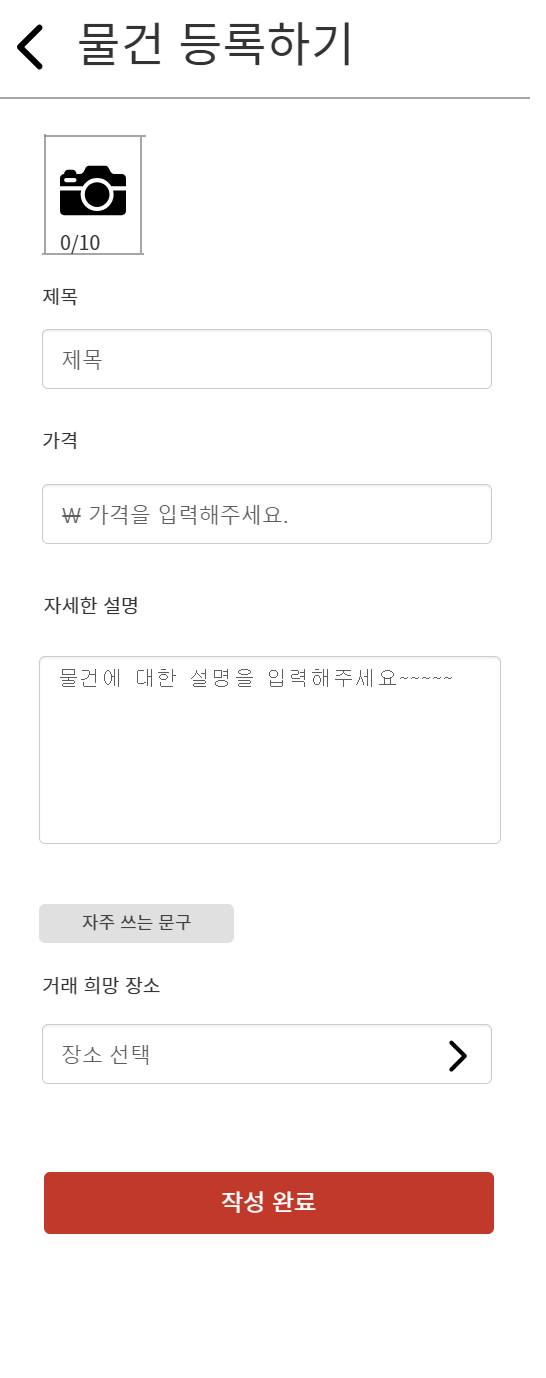 물건 등록하기
0/10
제목
제목
가격
₩ 가격을 입력해주세요.
자세한 설명
물건에 대한 설명을 입력해주세요~~~~~
자주 쓰는 문구
거래 희망 장소
장소 선택
작성 완료